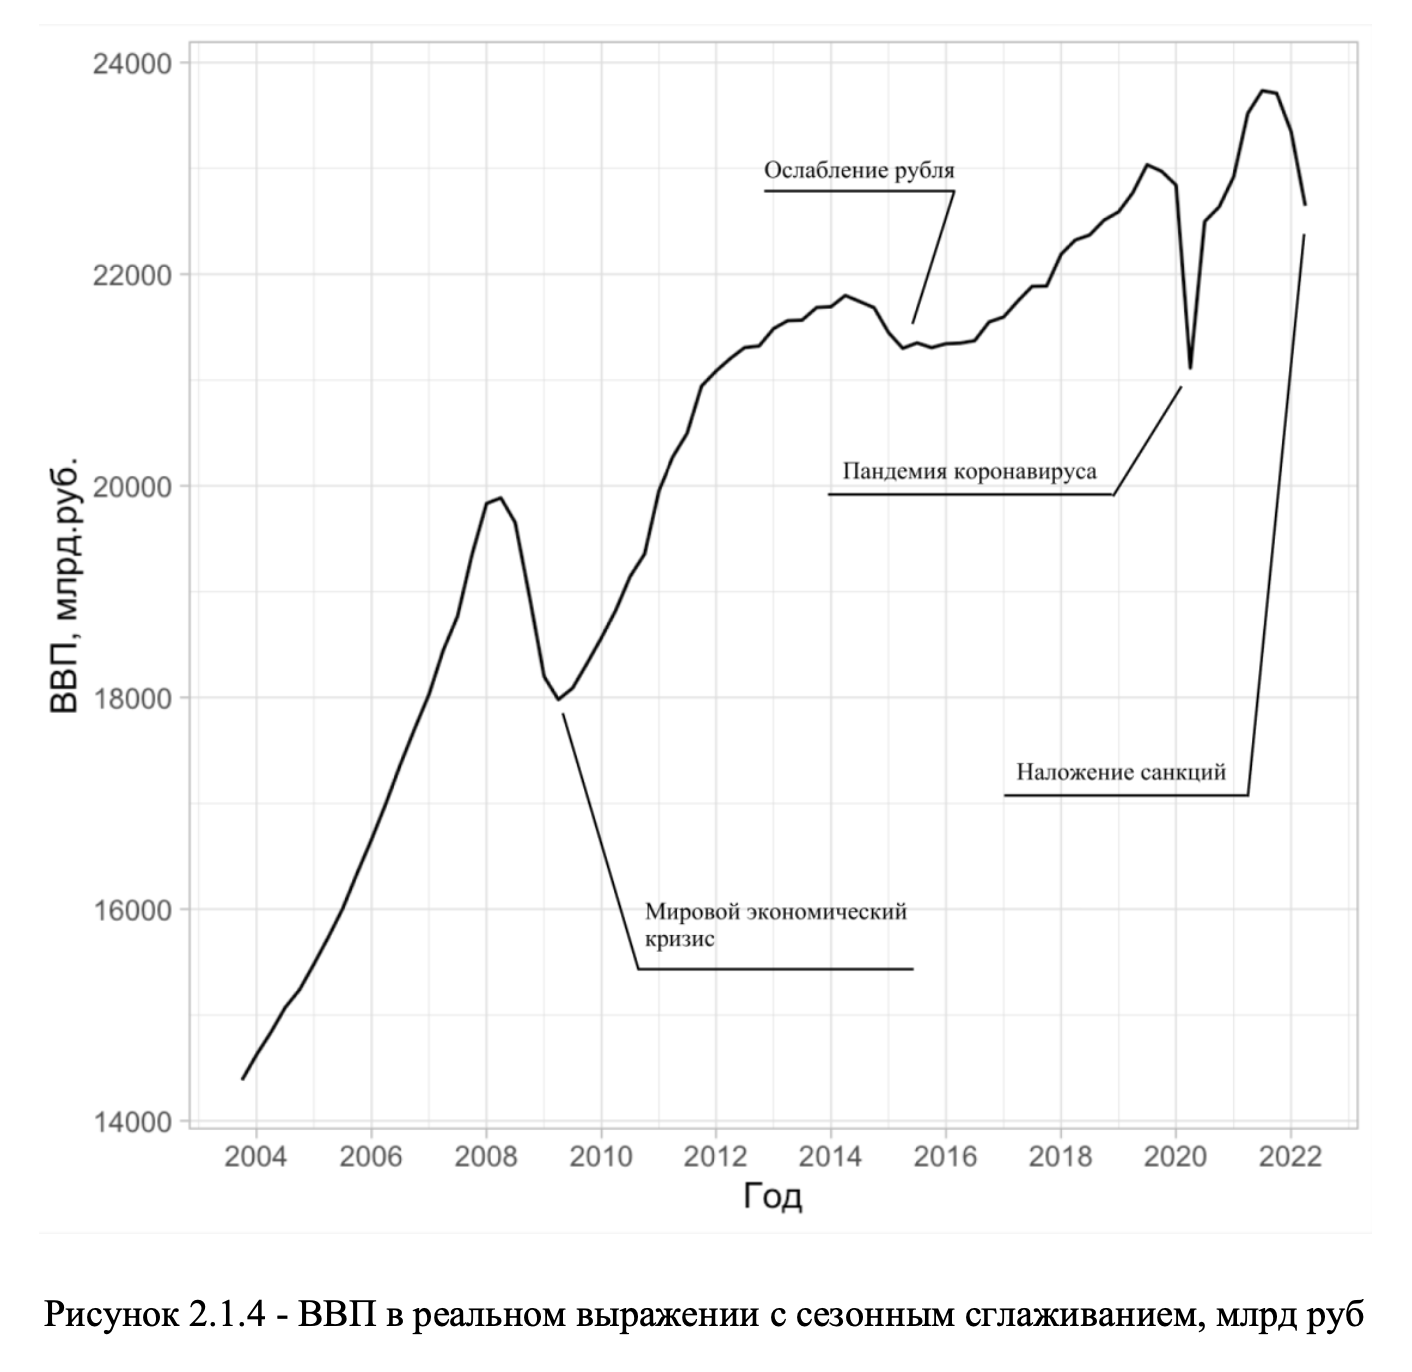 24000
Ослабление рубля
22000
Пандемия коронавируса
20000
ВВП, млрд.руб.
18000
Наложение санкций
16000
Мировой экономический
кризис
14000
2004 2006 2008 2010 2012 2014 2016 2018 2020 2022
Год
Рисунок 2.1.4 - ВВП в реальном выражении с сезонным сглаживанием, млрд руб